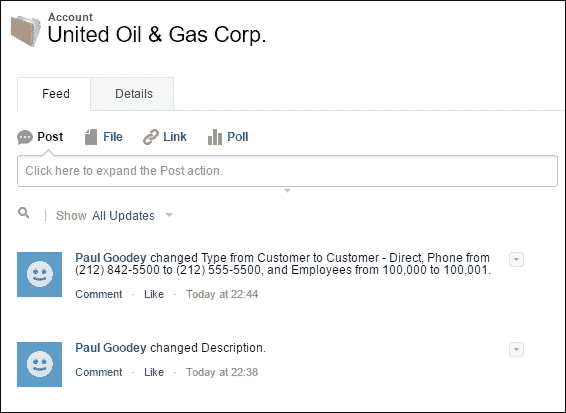 Account
United Oil & Gas Corp.
Feed Details
Post File Link Poll
Click here to expand the Post action.
| Show All Updates
Paul Goodey changed Type from Customer to Customer - Direct, Phone from
(212) 842-5500 to (212) 555-5500, and Employees from 100,000 to 100,001.
Comment · Like · Today at 22:44
Paul Goodey changed Description.
Comment · Like · Today at 22:38